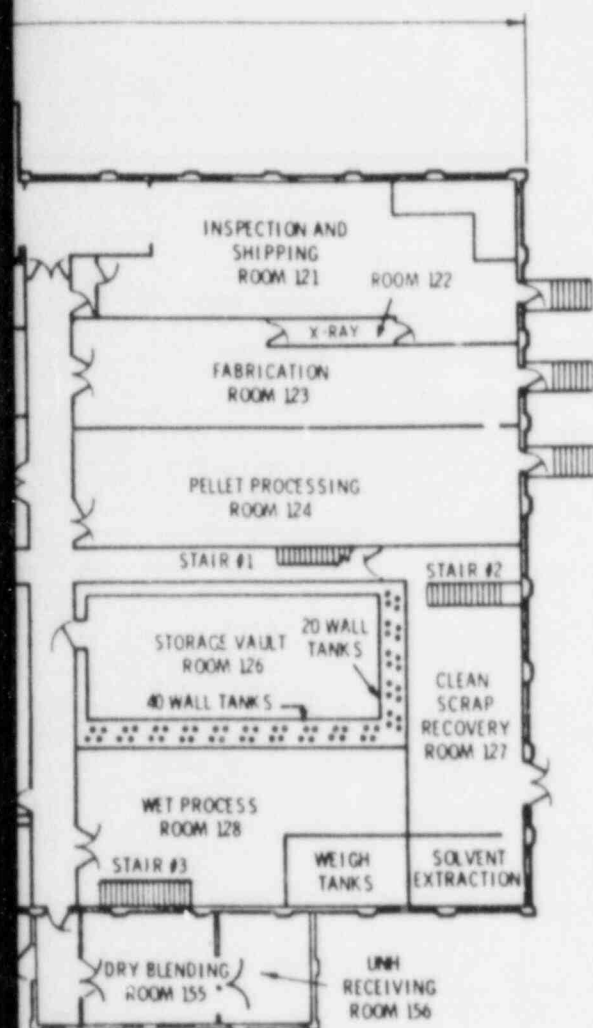 INSPECTION AND
SHIPPING
ROOM 121
ROOM 122
X-RAY
FABRICATION
ROOM 123
PELLET PROCESSING
ROOM 124
STAIR #1
STAIR #2
STORAGE VAULT
ROOM 126
20 WALL
TANKS
40 WALL TANKS
CLEAN
SCRAP
RECOVERY
ROOM 127
WET PROCESS
ROOM 128
STAIR #3
WEIGH
TANKS
SOLVENT
EXTRACTION
DRY BLENDING
ROOM 155
UNH
RECEIVING
ROOM 156